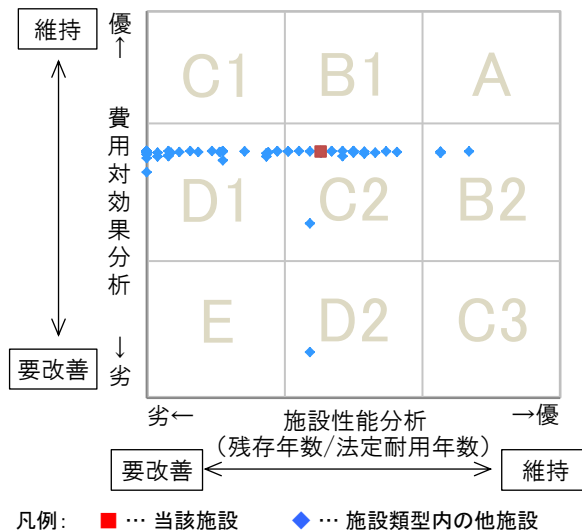 維持
優↑
C1 B1 A
費用対効果分析
D1 C2 B2
E D2 C3
↓劣
要改善
劣← 施設性能分析 →優
(残存年数/法定耐用年数)
要改善 維持
凡例: ■ … 当該施設 ◆ … 施設類型内の他施設